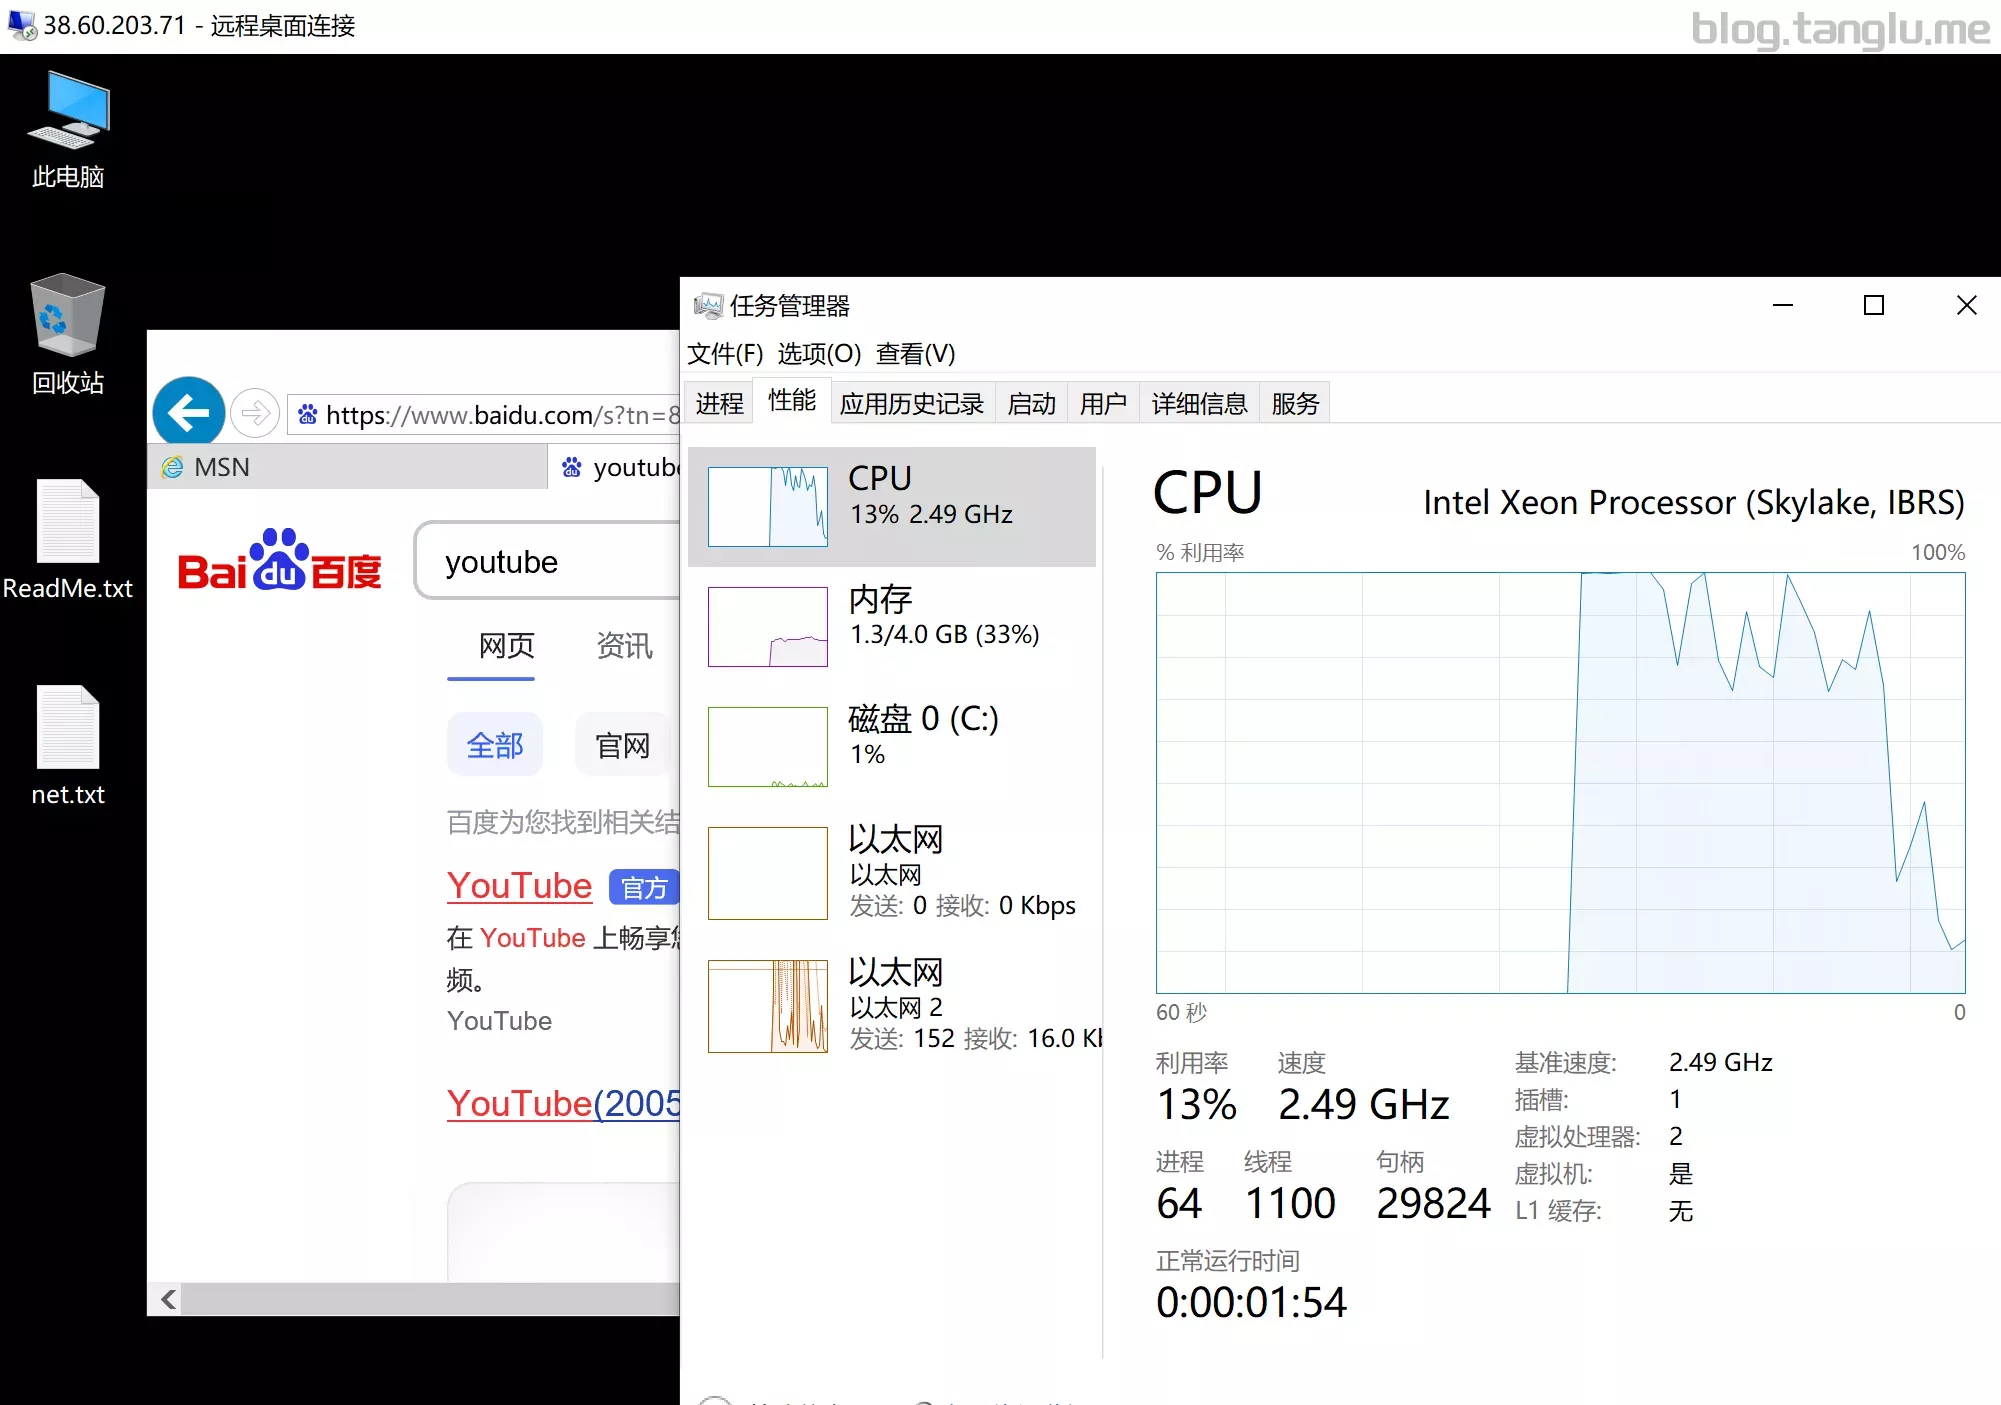 38.60.203.71 - 远程桌面连接
blog.tanglu.me
此电脑
回收站
ReadMe.txt
net.txt
https://www.baidu.com/s?tn=8
MSN
youtube
Bai du 百度
youtube
网页 资讯
全部 官网
百度为您找到相关结
YouTube 官方
在 YouTube 上畅享您
频。
YouTube
YouTube(2005
任务管理器
文件(F) 选项(O) 查看(V)
进程 性能 应用历史记录 启动 用户 详细信息 服务
CPU
13% 2.49 GHz
内存
1.3/4.0 GB (33%)
磁盘 0 (C:)
1%
以太网
以太网
发送: 0 接收: 0 Kbps
以太网
以太网 2
发送: 152 接收: 16.0 Kb
CPU Intel Xeon Processor (Skylake, IBRS)
% 利用率 100%
60 秒 0
利用率 速度
13% 2.49 GHz
进程 线程 句柄
64 1100 29824
正常运行时间
0:00:01:54
基准速度: 2.49 GHz
插槽: 1
虚拟处理器: 2
虚拟机: 是
L1 缓存: 无